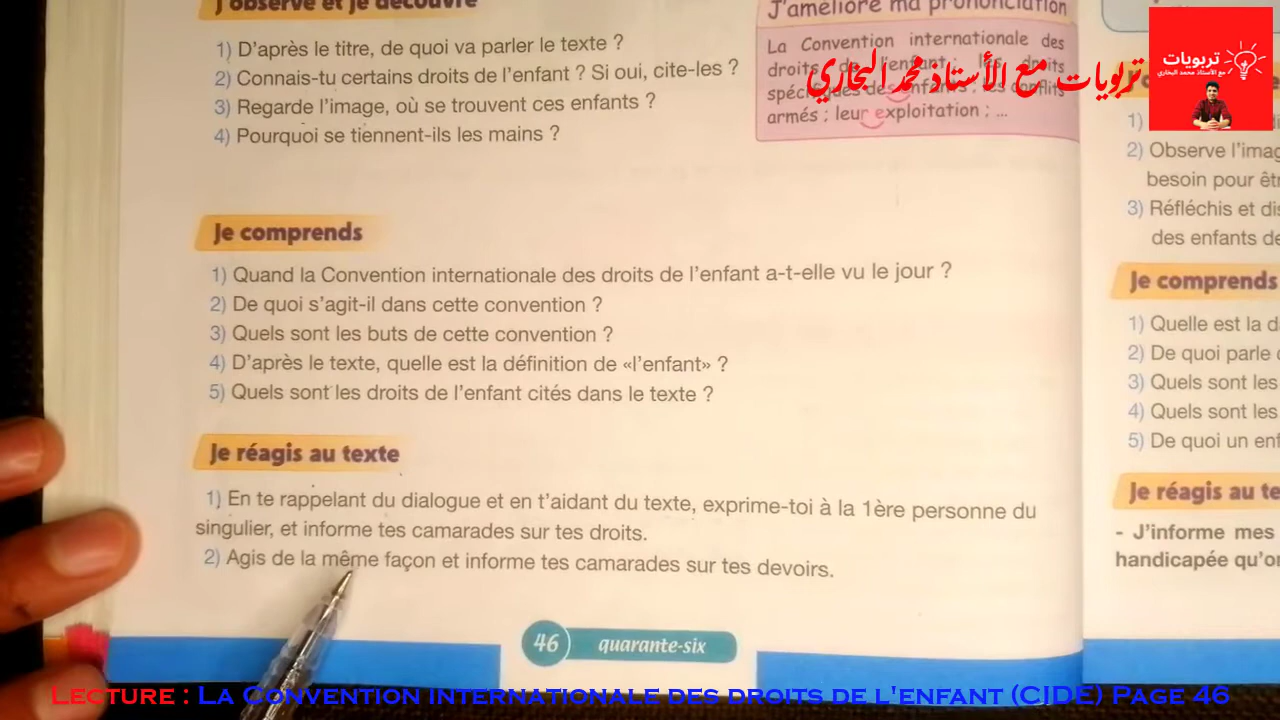 J'observe et je découvre
1) D'après le titre, de quoi va parler le texte ?
2) Connais-tu certains droits de l'enfant ? Si oui, cite-les ?
3) Regarde l'image, où se trouvent ces enfants ?
4) Pourquoi se tiennent-ils les mains ?
J'améliore ma prononciation
La Convention internationale des
droits de l'enfant ; les droits
spécifiques des enfants ; les conflits
armés ; leur exploitation ; ...
تربويات مع الأستاذ محمد البخاري
تربويات
مع الأستاذ محمد البخاري
Je comprends
1) Quand la Convention internationale des droits de l'enfant a-t-elle vu le jour ?
2) De quoi s'agit-il dans cette convention ?
3) Quels sont les buts de cette convention ?
4) D'après le texte, quelle est la définition de «l'enfant» ?
5) Quels sont les droits de l'enfant cités dans le texte ?
Je réagis au texte
1) En te rappelant du dialogue et en t'aidant du texte, exprime-toi à la 1ère personne du
singulier, et informe tes camarades sur tes droits.
2) Agis de la même façon et informe tes camarades sur tes devoirs.
46 quarante-six
1)
2) Observe l'imag
besoin pour êtr
3) Réfléchis et dis
des enfants de
Je comprends
1) Quelle est la d
2) De quoi parle
3) Quels sont les
4) Quels sont les
5) De quoi un enf
Je réagis au te
- J'informe mes
handicapée qu'on
Lecture : La Convention internationale des droits de l'enfant (CIDE) Page 46